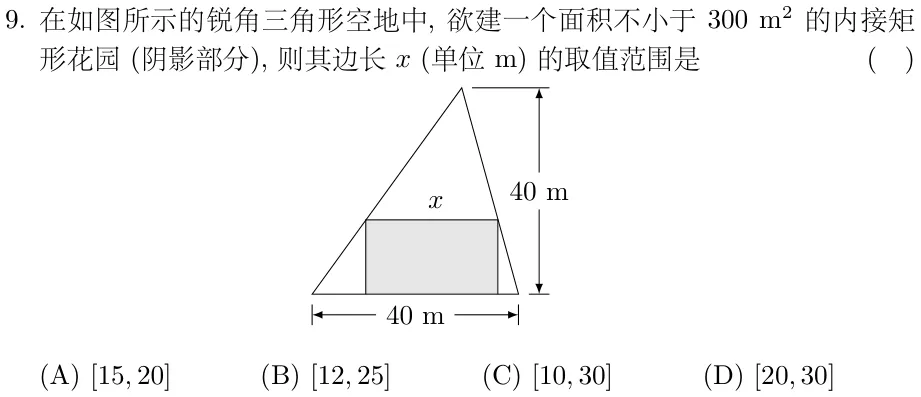 9. 在如图所示的锐角三角形空地中, 欲建一个面积不小于 300 m² 的内接矩
形花园 (阴影部分), 则其边长 x (单位 m) 的取值范围是 ( )
x
40 m
40 m
(A) [15, 20] (B) [12, 25] (C) [10, 30] (D) [20, 30]